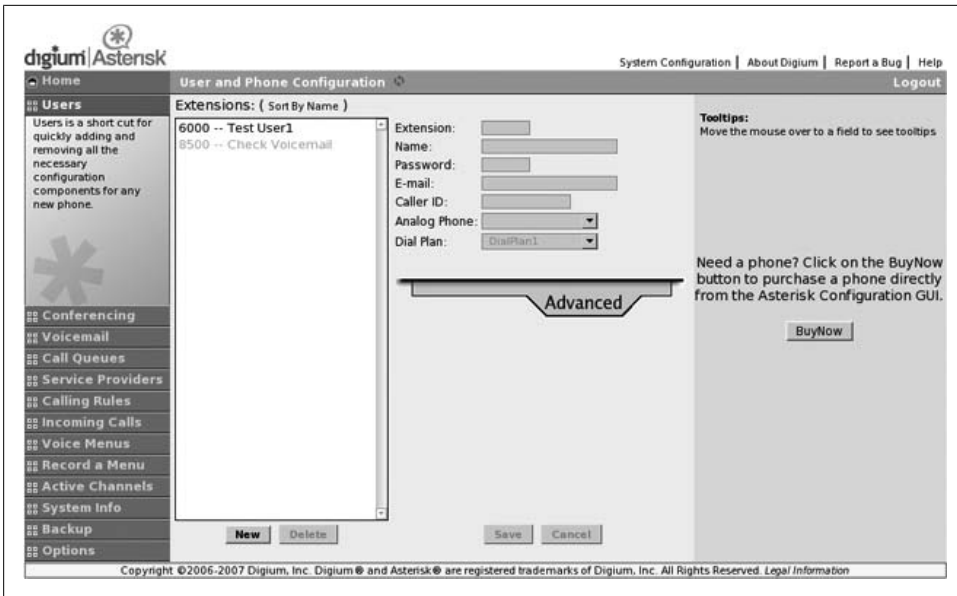 digium Asterisk
System Configuration | About Digium | Report a Bug | Help
Home
User and Phone Configuration
Logout
Users
Users is a short cut for
quickly adding and
removing all the
necessary
configuration
components for any
new phone.
Conferencing
Voicemail
Call Queues
Service Providers
Calling Rules
Incoming Calls
Voice Menus
Record a Menu
Active Channels
System Info
Backup
Options
Extensions: ( Sort By Name )
6000 -- Test User1
8500 -- Check Voicemail
New
Delete
Extension:
Name:
Password:
E-mail:
Caller ID:
Analog Phone:
Dial Plan: DialPlan1
Advanced
Save
Cancel
Tooltips:
Move the mouse over to a field to see tooltips
Need a phone? Click on the BuyNow
button to purchase a phone directly
from the Asterisk Configuration GUI.
BuyNow
Copyright ©2006-2007 Digium, Inc. Digium® and Asterisk® are registered trademarks of Digium, Inc. All Rights Reserved. Legal Information